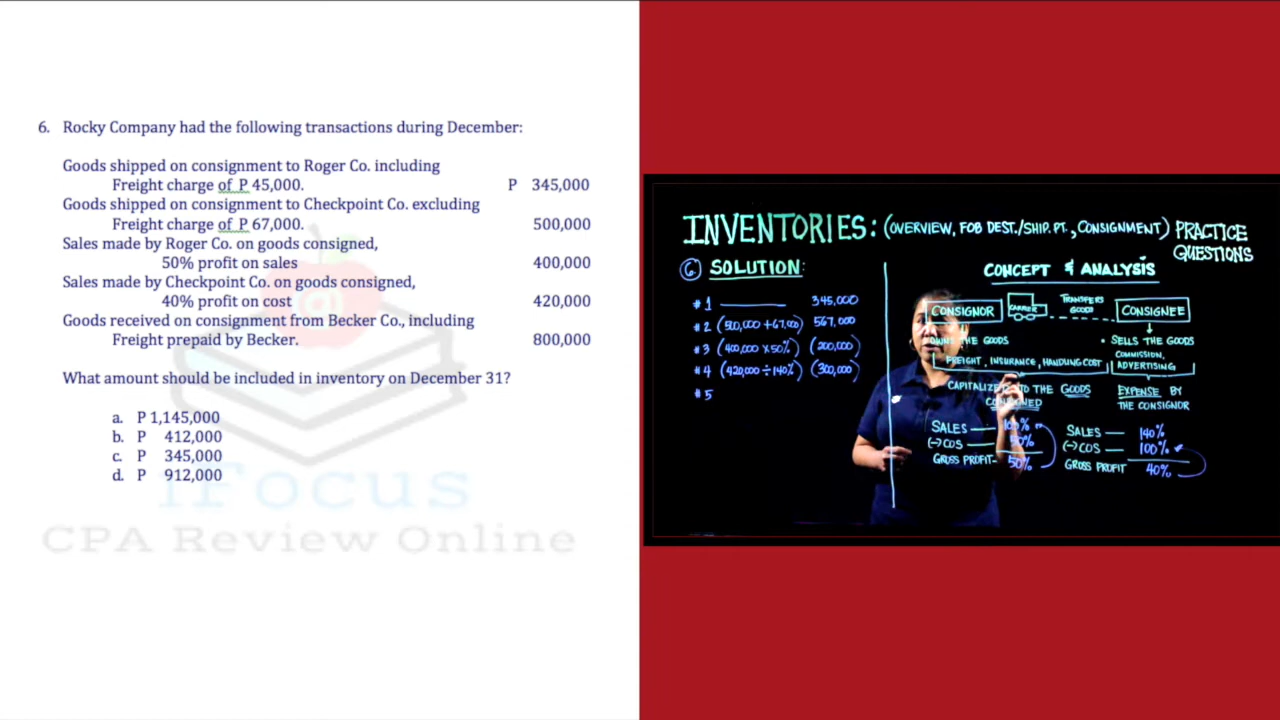 6. Rocky Company had the following transactions during December:
Goods shipped on consignment to Roger Co. including
Freight charge of P 45,000. P 345,000
Goods shipped on consignment to Checkpoint Co. excluding
Freight charge of P 67,000. 500,000
Sales made by Roger Co. on goods consigned,
50% profit on sales 400,000
Sales made by Checkpoint Co. on goods consigned,
40% profit on cost 420,000
Goods received on consignment from Becker Co., including
Freight prepaid by Becker. 800,000
What amount should be included in inventory on December 31?
a. P 1,145,000
b. P 412,000
c. P 345,000
d. P 912,000
iFocus
CPA Review Online
INVENTORIES: (OVERVIEW, FOB DEST./SHIP. PT., CONSIGNMENT) PRACTICE
QUESTIONS
6. SOLUTION:
#1 345,000
#2 (500,000 + 67,000) 567,000
#3 (400,000 x 50%) (200,000)
#4 (420,000 ÷ 140%) (300,000)
#5
CONCEPT & ANALYSIS
CONSIGNOR CARRIER TRANSFERS
GOODS CONSIGNEE
OWNS THE GOODS
• SELLS THE GOODS
FREIGHT, INSURANCE, HANDLING COST
COMMISSION,
ADVERTISING
CAPITALIZE TO THE GOODS
CONSIGNED
EXPENSE BY
THE CONSIGNOR
SALES 100%
(-) COS 50%
GROSS PROFIT 50%
SALES 140%
(-) COS 100%
GROSS PROFIT 40%